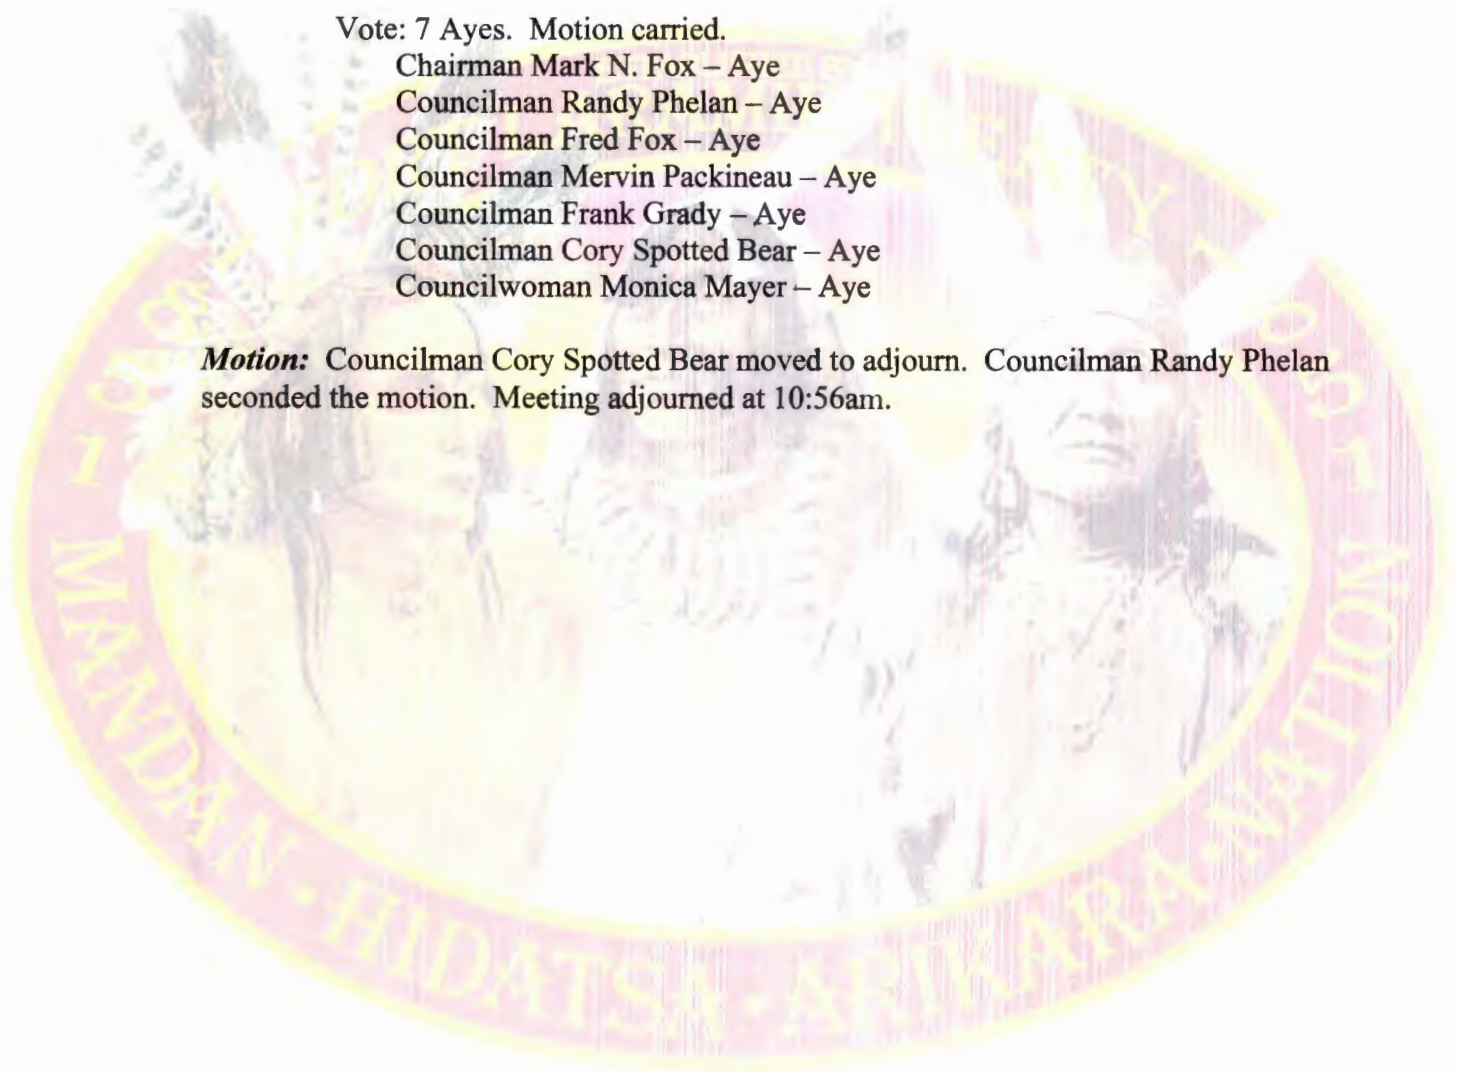 Vote: 7 Ayes. Motion carried.
Chairman Mark N. Fox – Aye
Councilman Randy Phelan – Aye
Councilman Fred Fox – Aye
Councilman Mervin Packineau – Aye
Councilman Frank Grady – Aye
Councilman Cory Spotted Bear – Aye
Councilwoman Monica Mayer – Aye
Motion: Councilman Cory Spotted Bear moved to adjourn. Councilman Randy Phelan
seconded the motion. Meeting adjourned at 10:56am.
MANDAN • HIDATSA • ARIKARA • NATION